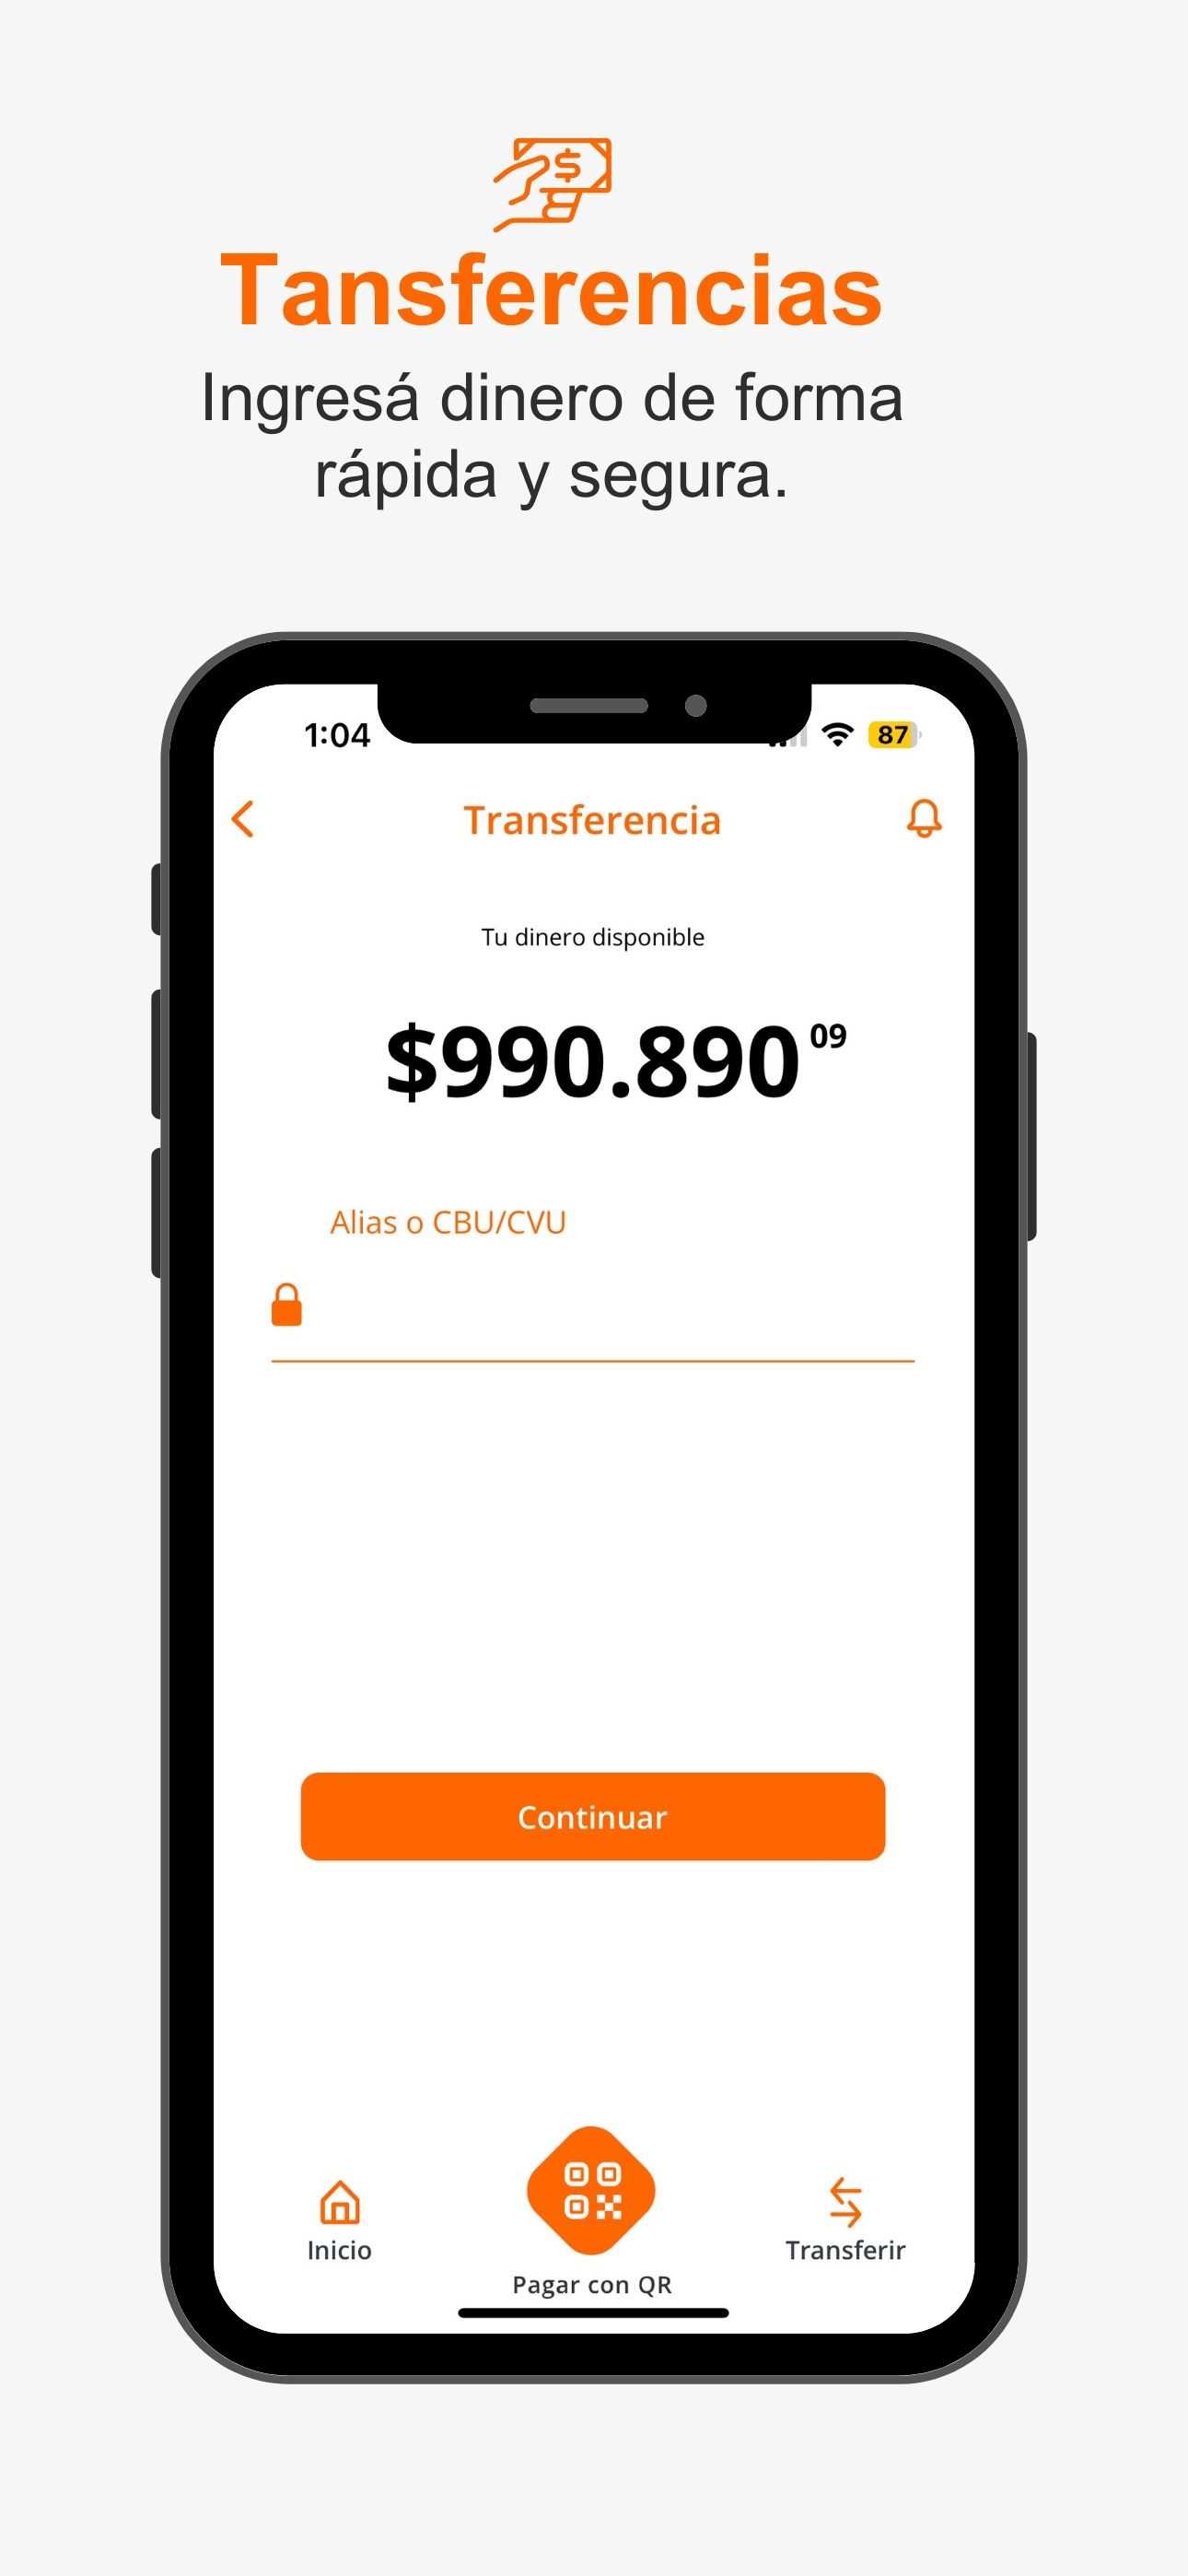 Tansferencias
Ingresá dinero de forma
rápida y segura.
1:04
87
Transferencia
Tu dinero disponible
$990.890 09
Alias o CBU/CVU
Continuar
Inicio
Transferir
Pagar con QR